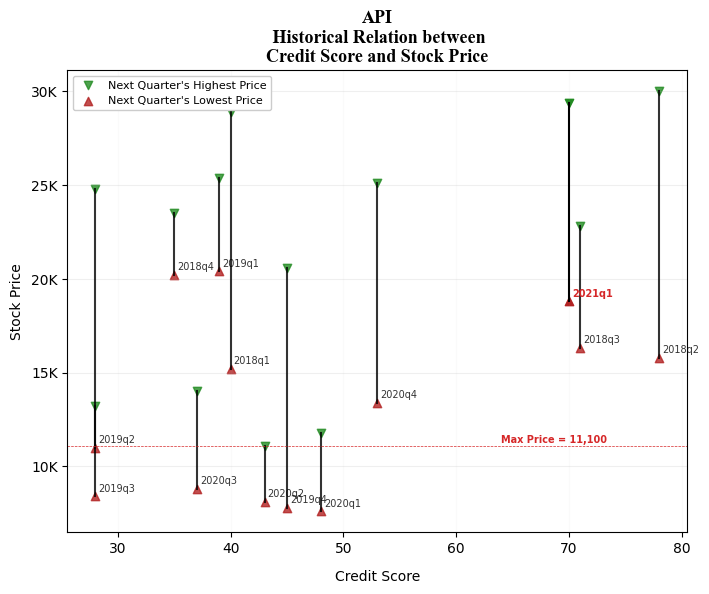 API
Historical Relation between
Credit Score and Stock Price
Next Quarter's Highest Price
Next Quarter's Lowest Price
30K
25K
20K
15K
10K
Stock Price
2018q4
2019q1
2021q1
2018q1
2018q3
2018q2
2020q4
Max Price = 11,100
2019q2
2019q3
2020q3
2020q2
2019q4
2020q1
30
40
50
60
70
80
Credit Score